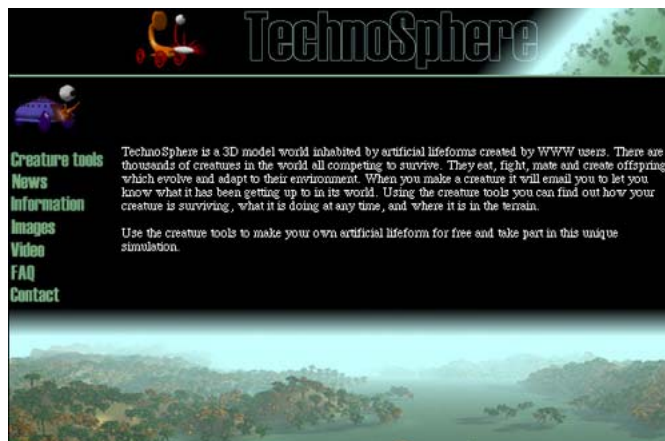 TechnoSphere
Creature tools
News
Information
Images
Video
FAQ
Contact
TechnoSphere is a 3D model world inhabited by artificial lifeforms created by WWW users. There are
thousands of creatures in the world all competing to survive. They eat, fight, mate and create offspring
which evolve and adapt to their environment. When you make a creature it will email you to let you
know what it has been getting up to in its world. Using the creature tools you can find out how your
creature is surviving, what it is doing at any time, and where it is in the terrain.
Use the creature tools to make your own artificial lifeform for free and take part in this unique
simulation.